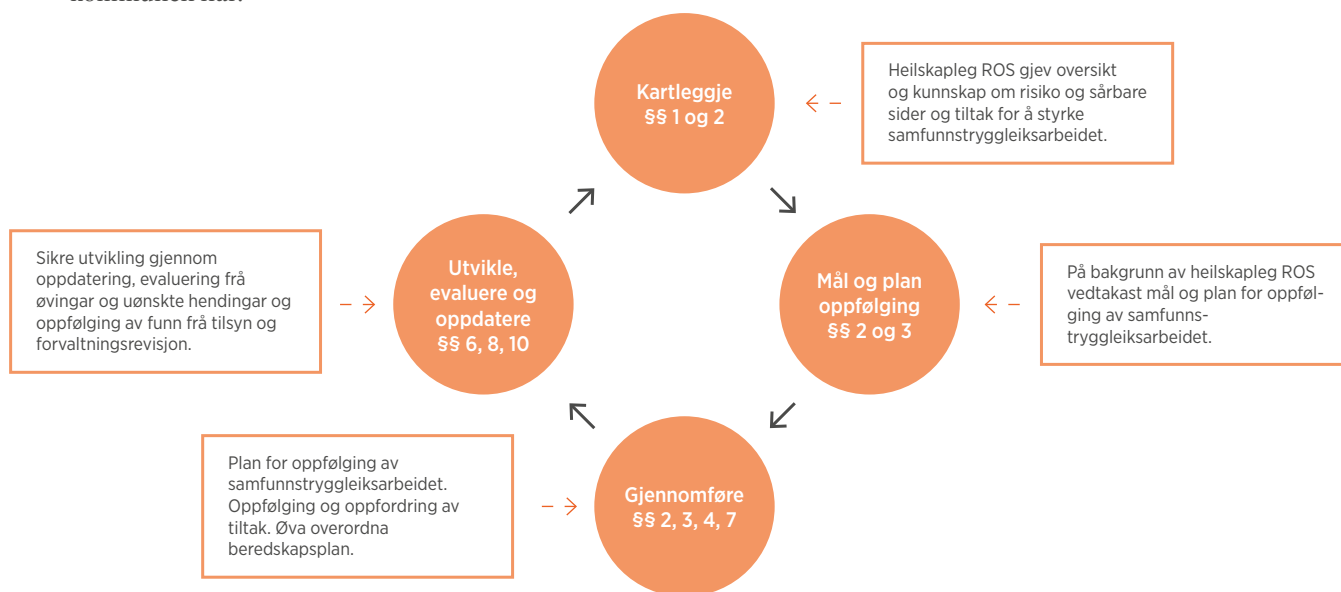 Kartleggje
§§ 1 og 2
Heilskapleg ROS gjev oversikt
og kunnskap om risiko og sårbare
sider og tiltak for å styrke
samfunnstryggleiksarbeidet.
Sikre utvikling gjennom
oppdatering, evaluering frå
øvingar og uønskte hendingar og
oppfølging av funn frå tilsyn og
forvaltningsrevisjon.
Utvikle,
evaluere og
oppdatere
§§ 6, 8, 10
Mål og plan
oppfølging
§§ 2 og 3
På bakgrunn av heilskapleg ROS
vedtakast mål og plan for oppføl-
ging av samfunns-
tryggleiksarbeidet.
Plan for oppfølging av
samfunnstryggleiksarbeidet.
Oppfølging og oppfordring av
tiltak. Øva overordna
beredskapsplan.
Gjennomføre
§§ 2, 3, 4, 7